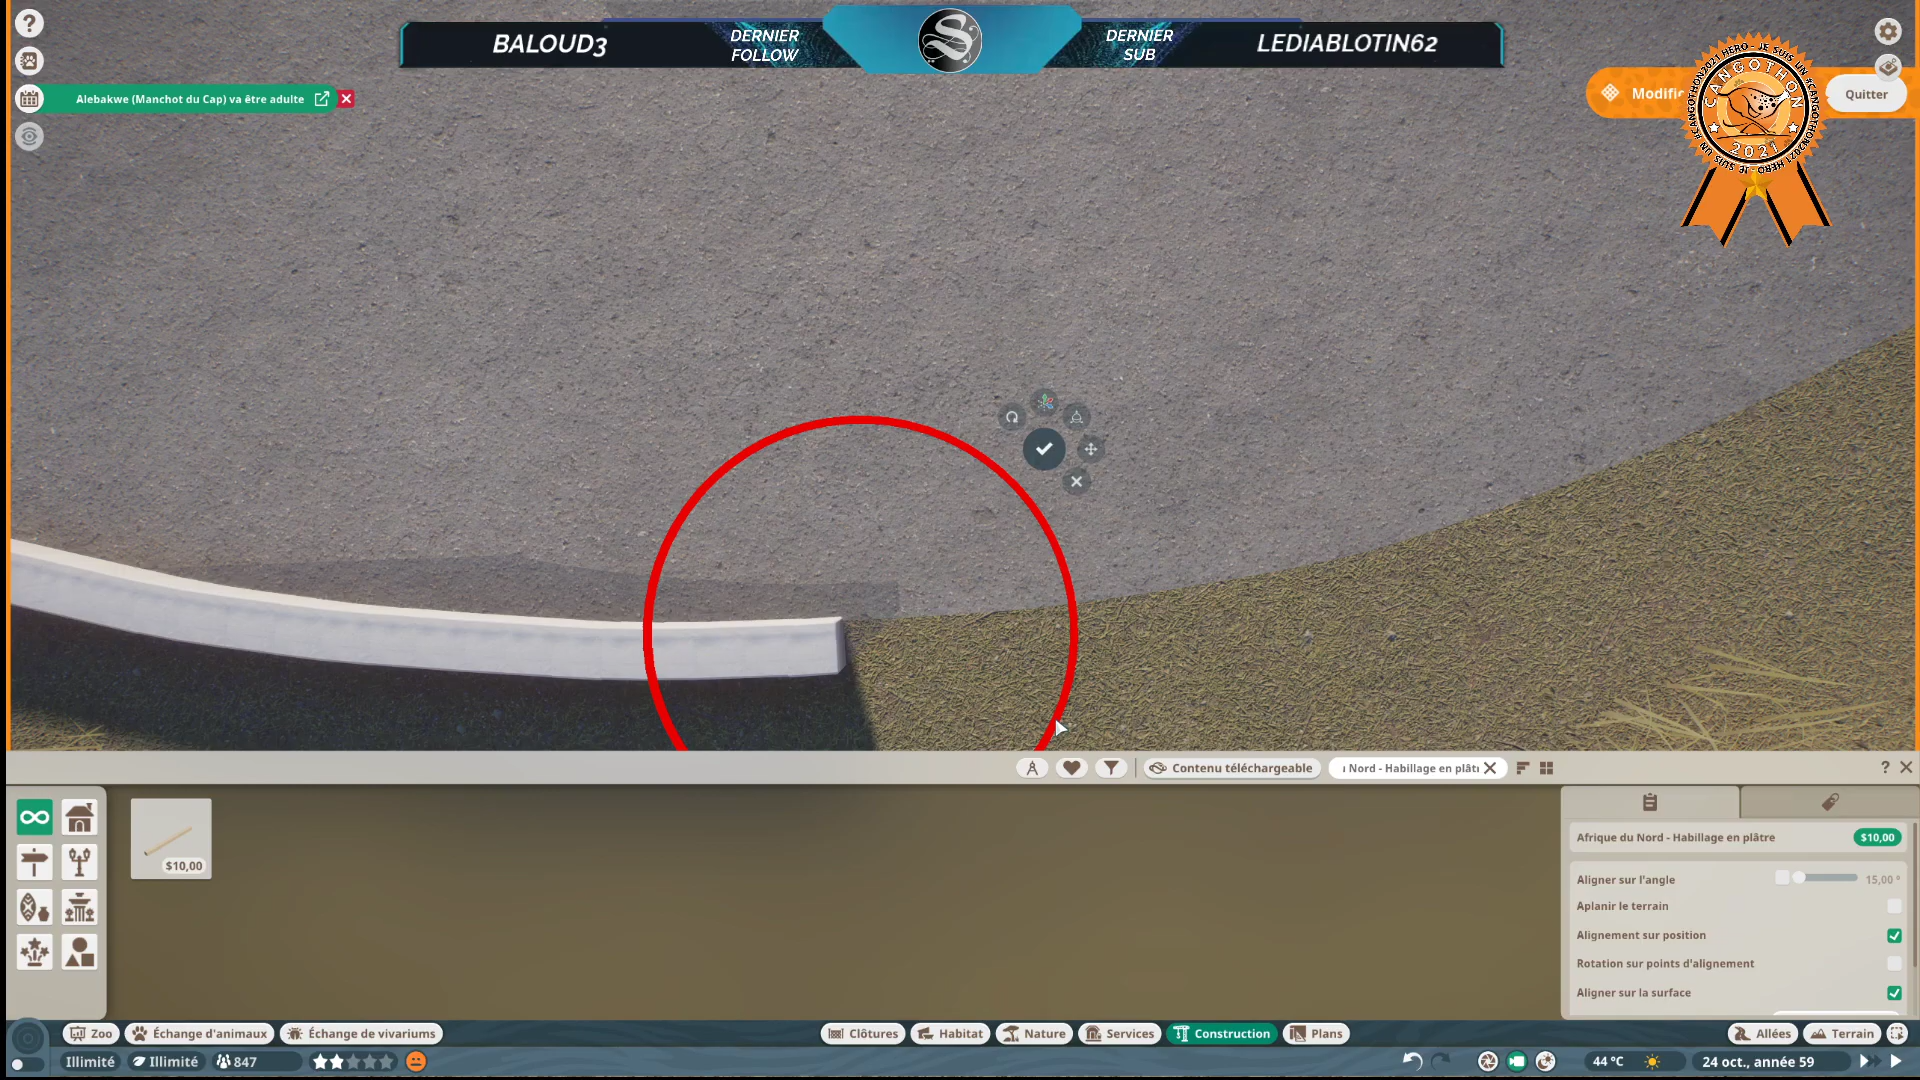 BALOUD3
DERNIER
FOLLOW
DERNIER
SUB
LEDIABLOTIN62
Alebakwe (Manchot du Cap) va être adulte
Quitter
CANGOTHON
2021
Contenu téléchargeable
Nord - Habillage en plât
$10,00
Afrique du Nord - Habillage en plâtre
$10,00
Aligner sur l'angle
15,00 °
Aplanir le terrain
Alignement sur position
Rotation sur points d'alignement
Aligner sur la surface
Zoo
Échange d'animaux
Échange de vivariums
Clôtures
Habitat
Nature
Services
Construction
Plans
Allées
Terrain
Illimité
Illimité
847
44 °C
24 oct., année 59